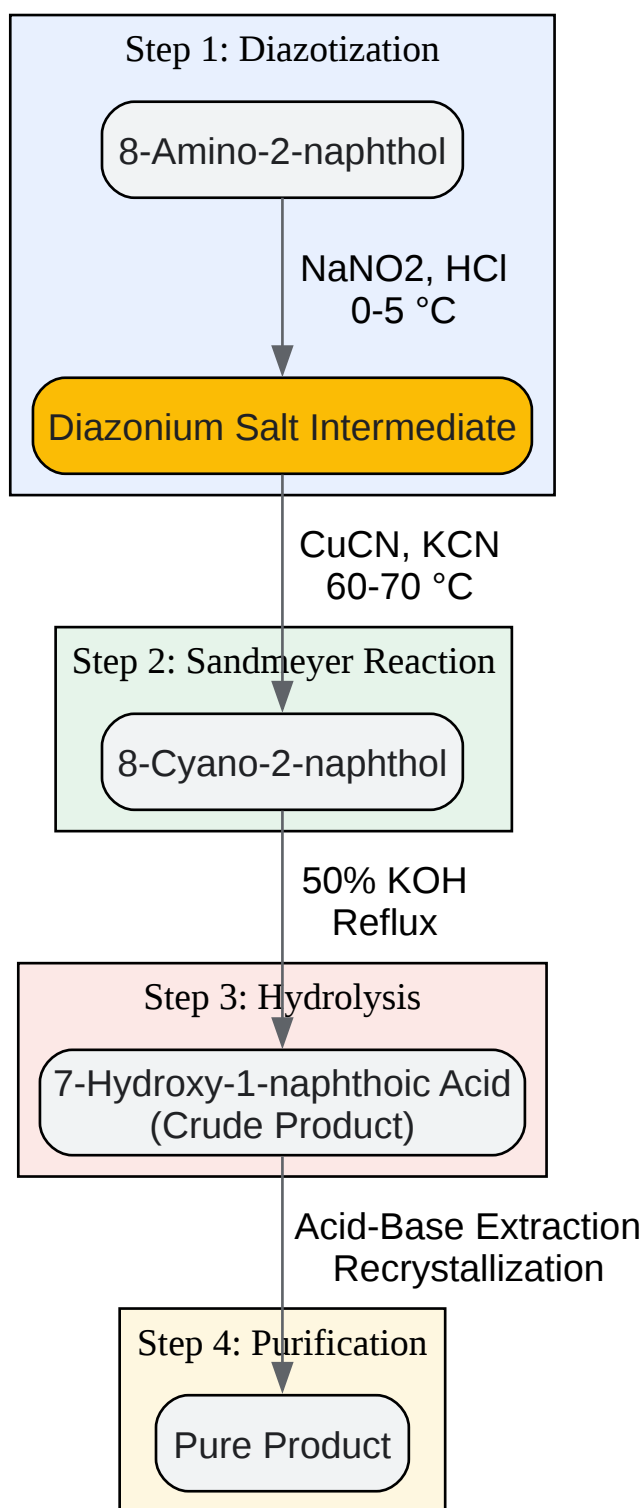 Step 1: Diazotization
8-Amino-2-naphthol
NaNO2, HCl
0-5 °C
Diazonium Salt Intermediate
CuCN, KCN
60-70 °C
Step 2: Sandmeyer Reaction
8-Cyano-2-naphthol
50% KOH
Reflux
Step 3: Hydrolysis
7-Hydroxy-1-naphthoic Acid
(Crude Product)
Acid-Base Extraction
Recrystallization
Step 4: Purification
Pure Product